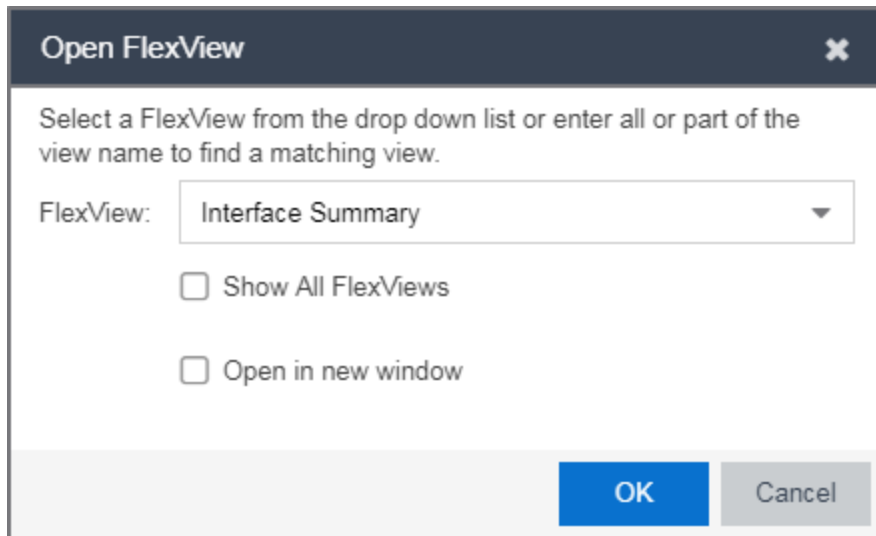 Open FlexView
Select a FlexView from the drop down list or enter all or part of the
view name to find a matching view.
FlexView: Interface Summary
Show All FlexViews
Open in new window
OK Cancel